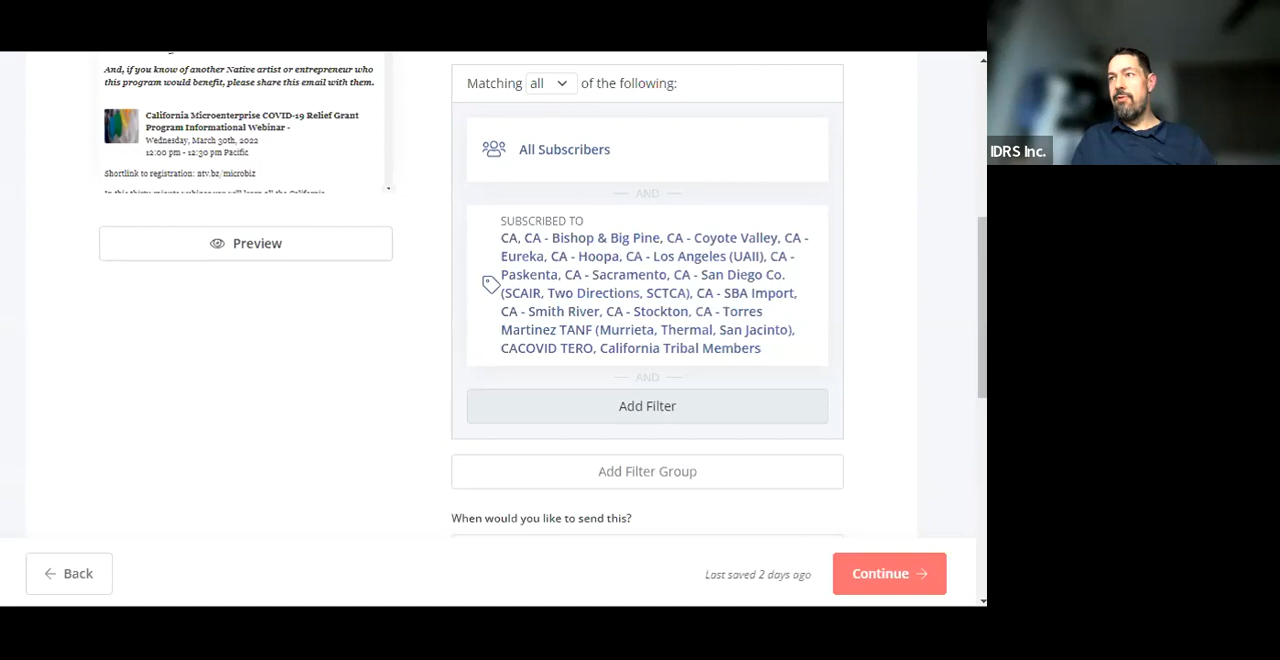 And, if you know of another Native artist or entrepreneur who
this program would benefit, please share this email with them.
California Microenterprise COVID-19 Relief Grant
Program Informational Webinar -
Wednesday, March 30th, 2022
12:00 pm - 12:30 pm Pacific
Shortlink to registration: ntv.bz/microbiz
Preview
Matching all of the following:
All Subscribers
AND
SUBSCRIBED TO
CA, CA - Bishop & Big Pine, CA - Coyote Valley, CA -
Eureka, CA - Hoopa, CA - Los Angeles (UAII), CA -
Paskenta, CA - Sacramento, CA - San Diego Co.
(SCAIR, Two Directions, SCTCA), CA - SBA Import,
CA - Smith River, CA - Stockton, CA - Torres
Martinez TANF (Murrieta, Thermal, San Jacinto),
CACOVID TERO, California Tribal Members
AND
Add Filter
Add Filter Group
When would you like to send this?
Back
Last saved 2 days ago
Continue
IDRS Inc.